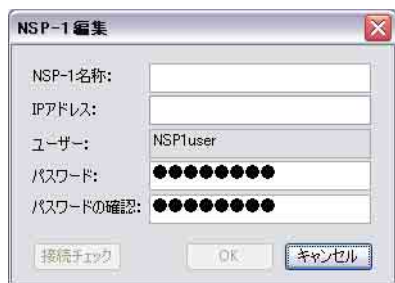 NSP-1編集
NSP-1名称:
IPアドレス:
ユーザー: NSP1user
パスワード: ●●●●●●●●
パスワードの確認: ●●●●●●●●
接続チェック OK キャンセル